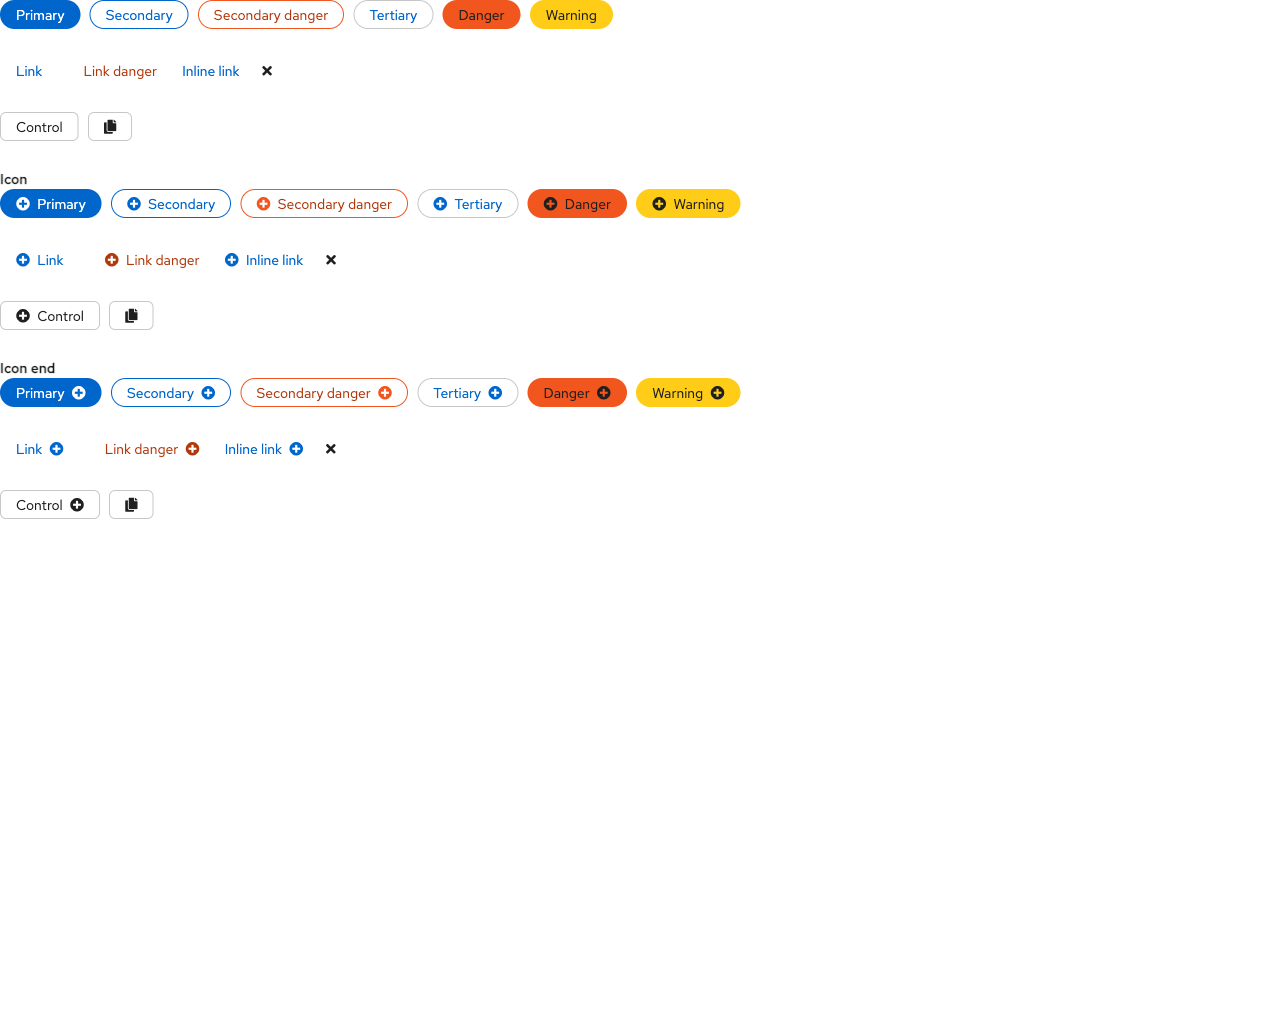 Primary Secondary Secondary danger Tertiary Danger Warning
Link Link danger Inline link
Control
Icon
Primary Secondary Secondary danger Tertiary Danger Warning
Link Link danger Inline link
Control
Icon end
Primary Secondary Secondary danger Tertiary Danger Warning
Link Link danger Inline link
Control